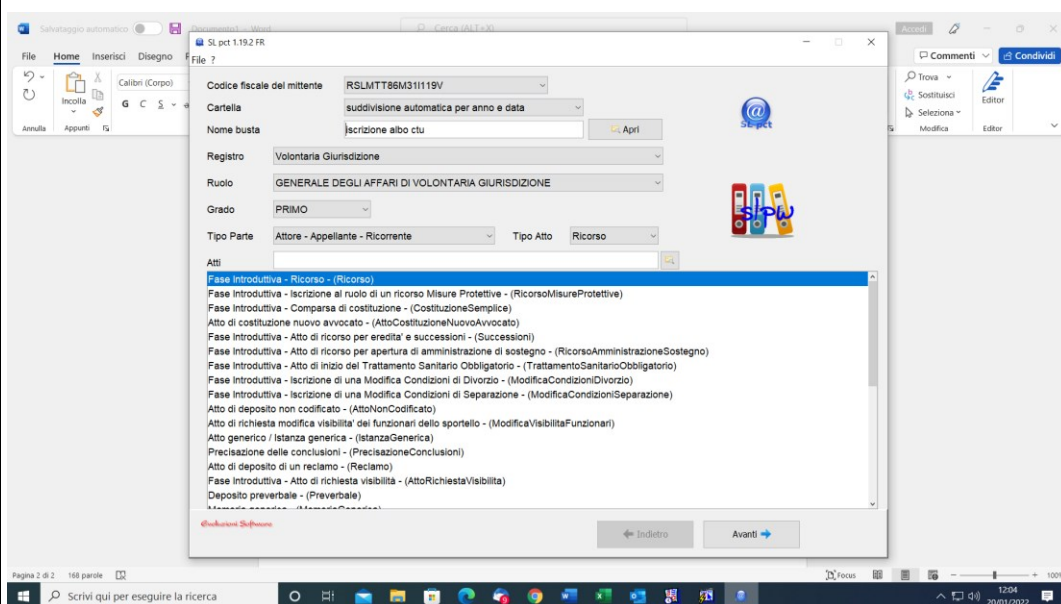 Salvataggio automatico Documento1 - Word Cerca (ALT+X) Accedi
File Home Inserisci Disegno Commenti Condividi
Annulla Incolla Appunti Calibri (Corpo) G C S Trova Sostituisci Seleziona Modifica Editor Editor
SL pct 1.19.2 FR
File ?
Codice fiscale del mittente RSLMTT86M31I119V
Cartella suddivisione automatica per anno e data
Nome busta iscrizione albo ctu Apri
SL pct
Registro Volontaria Giurisdizione
Ruolo GENERALE DEGLI AFFARI DI VOLONTARIA GIURISDIZIONE
slpw
Grado PRIMO
Tipo Parte Attore - Appellante - Ricorrente Tipo Atto Ricorso
Atti
Fase Introduttiva - Ricorso - (Ricorso)
Fase Introduttiva - Iscrizione al ruolo di un ricorso Misure Protettive - (RicorsoMisureProtettive)
Fase Introduttiva - Comparsa di costituzione - (CostituzioneSemplice)
Atto di costituzione nuovo avvocato - (AttoCostituzioneNuovoAvvocato)
Fase Introduttiva - Atto di ricorso per eredita' e successioni - (Successioni)
Fase Introduttiva - Atto di ricorso per apertura di amministrazione di sostegno - (RicorsoAmministrazioneSostegno)
Fase Introduttiva - Atto di inizio del Trattamento Sanitario Obbligatorio - (TrattamentoSanitarioObbligatorio)
Fase Introduttiva - Iscrizione di una Modifica Condizioni di Divorzio - (ModificaCondizioniDivorzio)
Fase Introduttiva - Iscrizione di una Modifica Condizioni di Separazione - (ModificaCondizioniSeparazione)
Atto di deposito non codificato - (AttoNonCodificato)
Atto di richiesta modifica visibilita' dei funzionari dello sportello - (ModificaVisibilitaFunzionari)
Atto generico / Istanza generica - (IstanzaGenerica)
Precisazione delle conclusioni - (PrecisazioneConclusioni)
Atto di deposito di un reclamo - (Reclamo)
Fase Introduttiva - Atto di richiesta visibilità - (AttoRichiestaVisibilita)
Deposito preverbale - (Preverbale)
Memoria generica - (MemoriaGenerica)
Evoluzioni Software
Indietro Avanti
Pagina 2 di 2 168 parole Focus 100%
Scrivi qui per eseguire la ricerca 12:04
20/01/2022